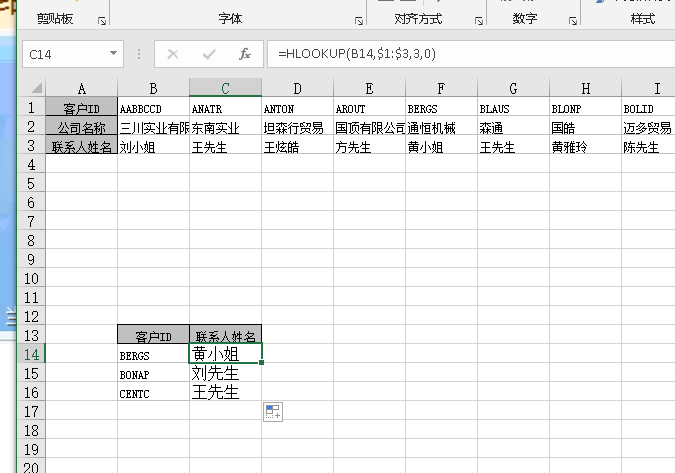 剪贴板 字体 对齐方式 数字 样式
C14 fx =HLOOKUP(B14,$1:$3,3,0)
A B C D E F G H I
1 客户ID AABBCCD ANATR ANTON AROUT BERGS BLAUS BLONP BOLID
2 公司名称 三川实业有限 东南实业 坦森行贸易 国顶有限公司 通恒机械 森通 国皓 迈多贸易
3 联系人姓名 刘小姐 王先生 王炫皓 方先生 黄小姐 王先生 黄雅玲 陈先生
4
5
6
7
8
9
10
11
12
13 客户ID 联系人姓名
14 BERGS 黄小姐
15 BONAP 刘先生
16 CENTC 王先生
17
18
19
20